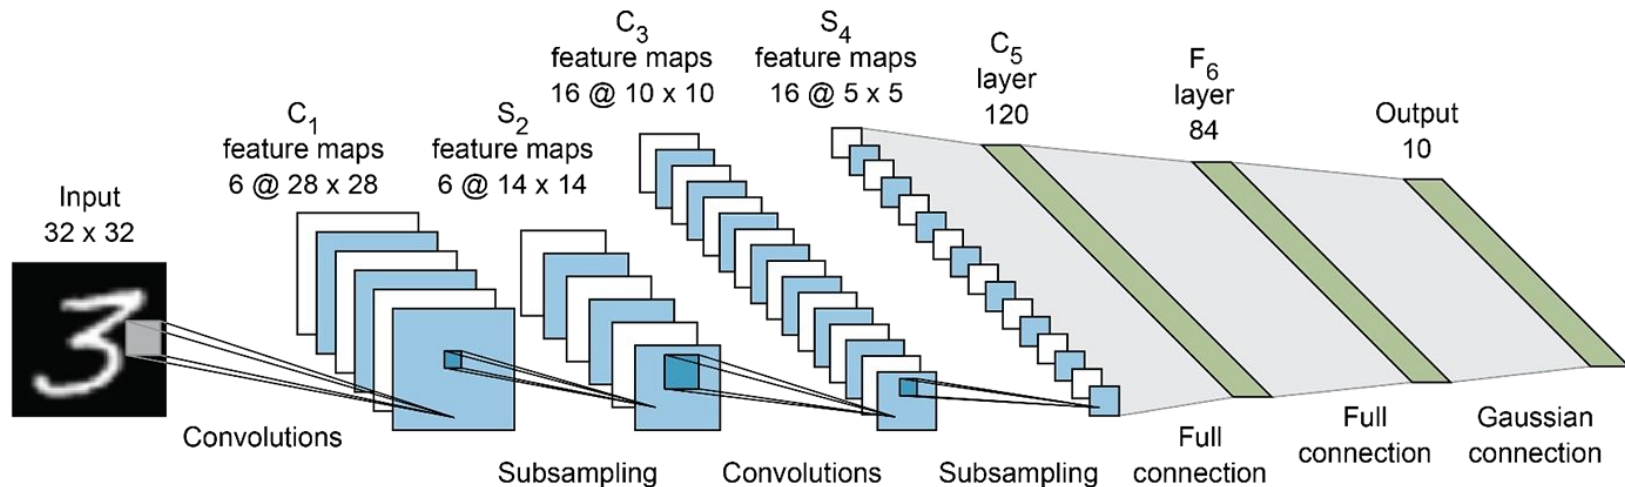 Input
32 x 32
C₁
feature maps
6 @ 28 x 28
S₂
feature maps
6 @ 14 x 14
C₃
feature maps
16 @ 10 x 10
S₄
feature maps
16 @ 5 x 5
C₅
layer
120
F₆
layer
84
Output
10
3
Convolutions
Subsampling
Convolutions
Subsampling
Full
connection
Full
connection
Gaussian
connection